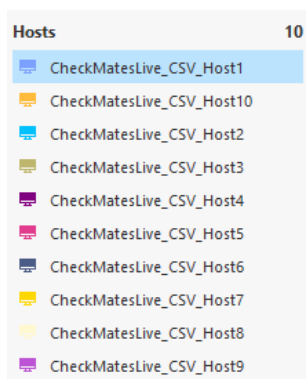 Hosts 10
CheckMatesLive_CSV_Host1
CheckMatesLive_CSV_Host10
CheckMatesLive_CSV_Host2
CheckMatesLive_CSV_Host3
CheckMatesLive_CSV_Host4
CheckMatesLive_CSV_Host5
CheckMatesLive_CSV_Host6
CheckMatesLive_CSV_Host7
CheckMatesLive_CSV_Host8
CheckMatesLive_CSV_Host9